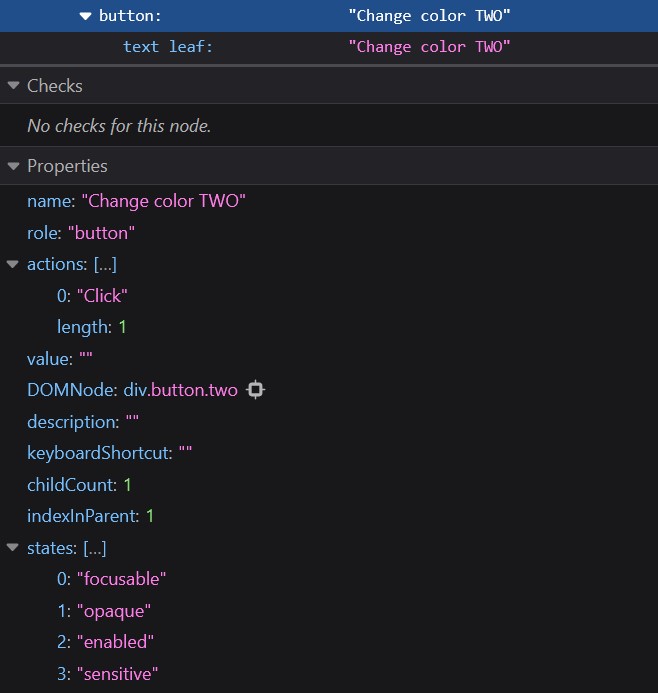 button: "Change color TWO"
text leaf: "Change color TWO"
Checks
No checks for this node.
Properties
name: "Change color TWO"
role: "button"
actions: […]
0: "Click"
length: 1
value: ""
DOMNode: div.button.two
description: ""
keyboardShortcut: ""
childCount: 1
indexInParent: 1
states: […]
0: "focusable"
1: "opaque"
2: "enabled"
3: "sensitive"